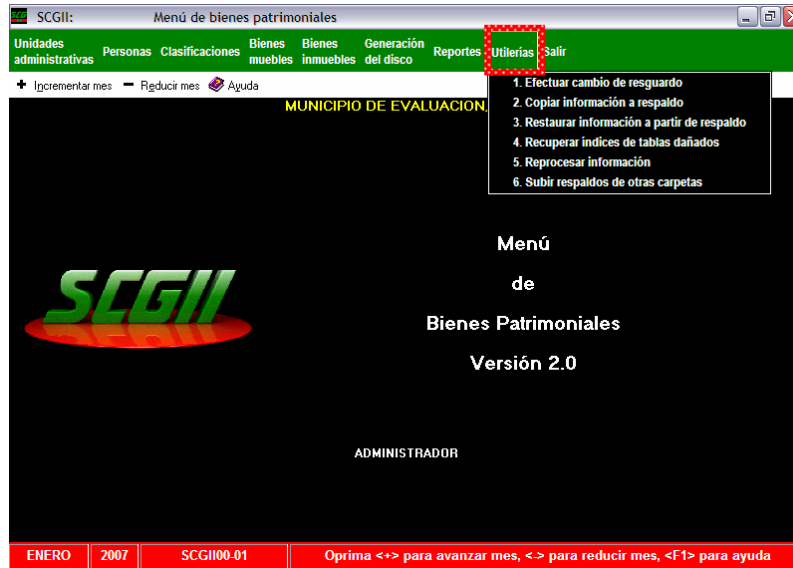 SCG SCGII: Menú de bienes patrimoniales
Unidades administrativas Personas Clasificaciones Bienes muebles Bienes inmuebles Generación del disco Reportes Utilerias Salir
+ Incrementar mes - Reducir mes Ayuda
MUNICIPIO DE EVALUACION,
1. Efectuar cambio de resguardo
2. Copiar información a respaldo
3. Restaurar información a partir de respaldo
4. Recuperar indices de tablas dañados
5. Reprocesar información
6. Subir respaldos de otras carpetas
Menú
de
SCGII
Bienes Patrimoniales
Versión 2.0
ADMINISTRADOR
ENERO 2007 SCGII00-01 Oprima <+> para avanzar mes, <-> para reducir mes, <F1> para ayuda